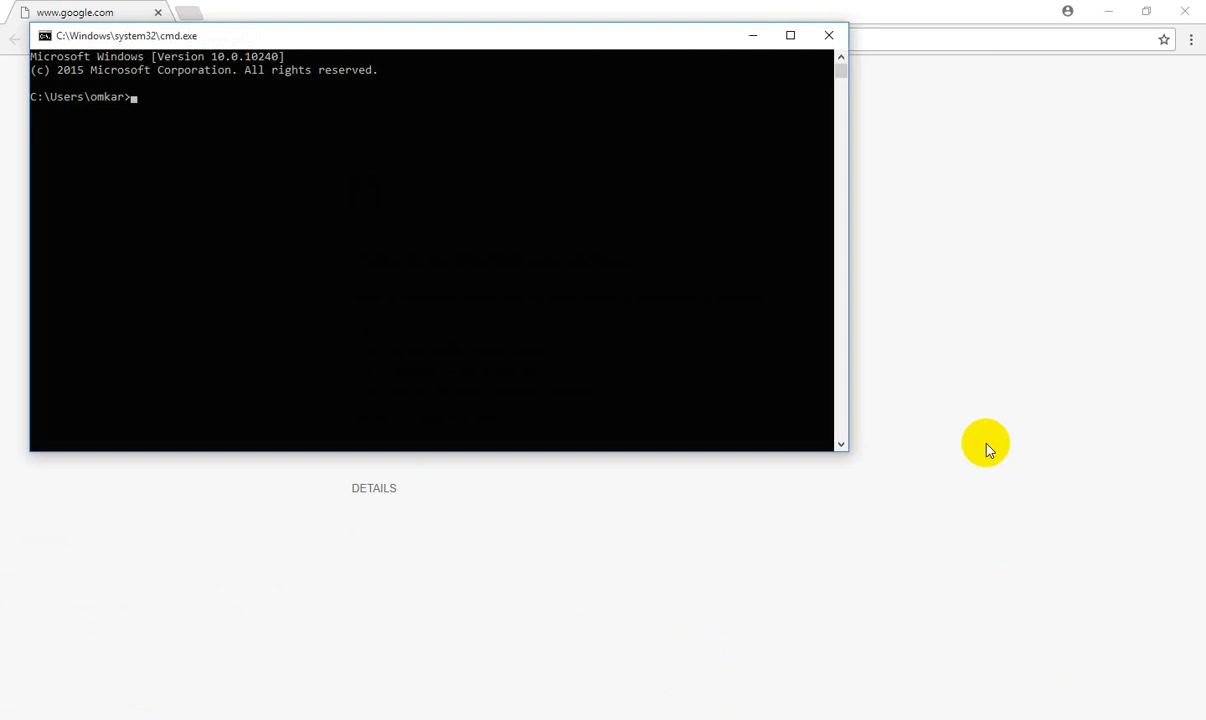 www.google.com
C:\Windows\system32\cmd.exe
Microsoft Windows [Version 10.0.10240]
(c) 2015 Microsoft Corporation. All rights reserved.
C:\Users\omkar>
DETAILS